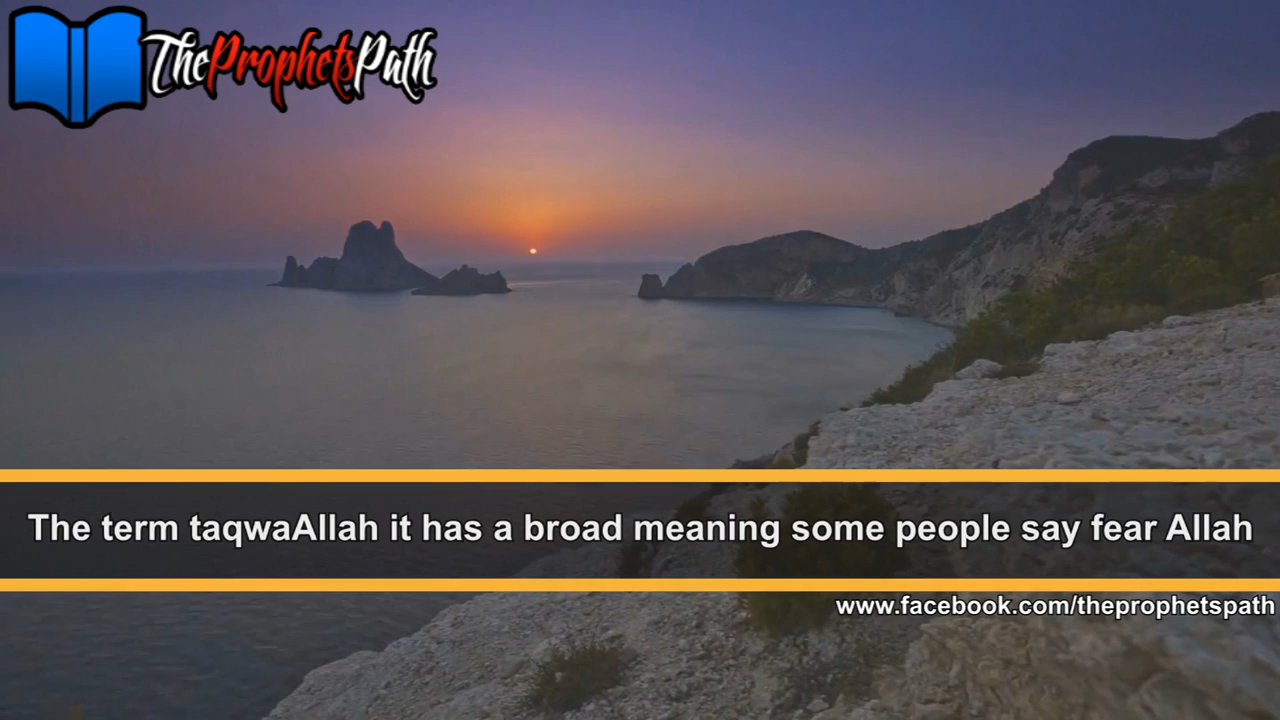 TheProphetsPath
The term taqwaAllah it has a broad meaning some people say fear Allah
www.facebook.com/theprophetspath